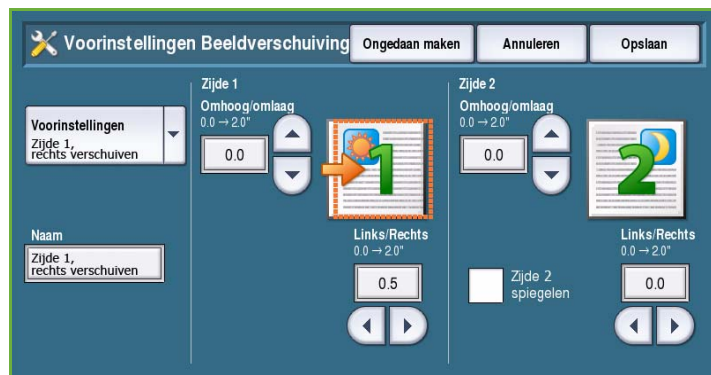 Voorinstellingen Beeldverschuiving
Ongedaan maken
Annuleren
Opslaan
Voorinstellingen
Zijde 1,
rechts verschuiven
Naam
Zijde 1,
rechts verschuiven
Zijde 1
Omhoog/omlaag
0.0 → 2.0"
0.0
1
Links/Rechts
0.0 → 2.0"
0.5
Zijde 2
Omhoog/omlaag
0.0 → 2.0"
0.0
2
Zijde 2
spiegelen
Links/Rechts
0.0 → 2.0"
0.0